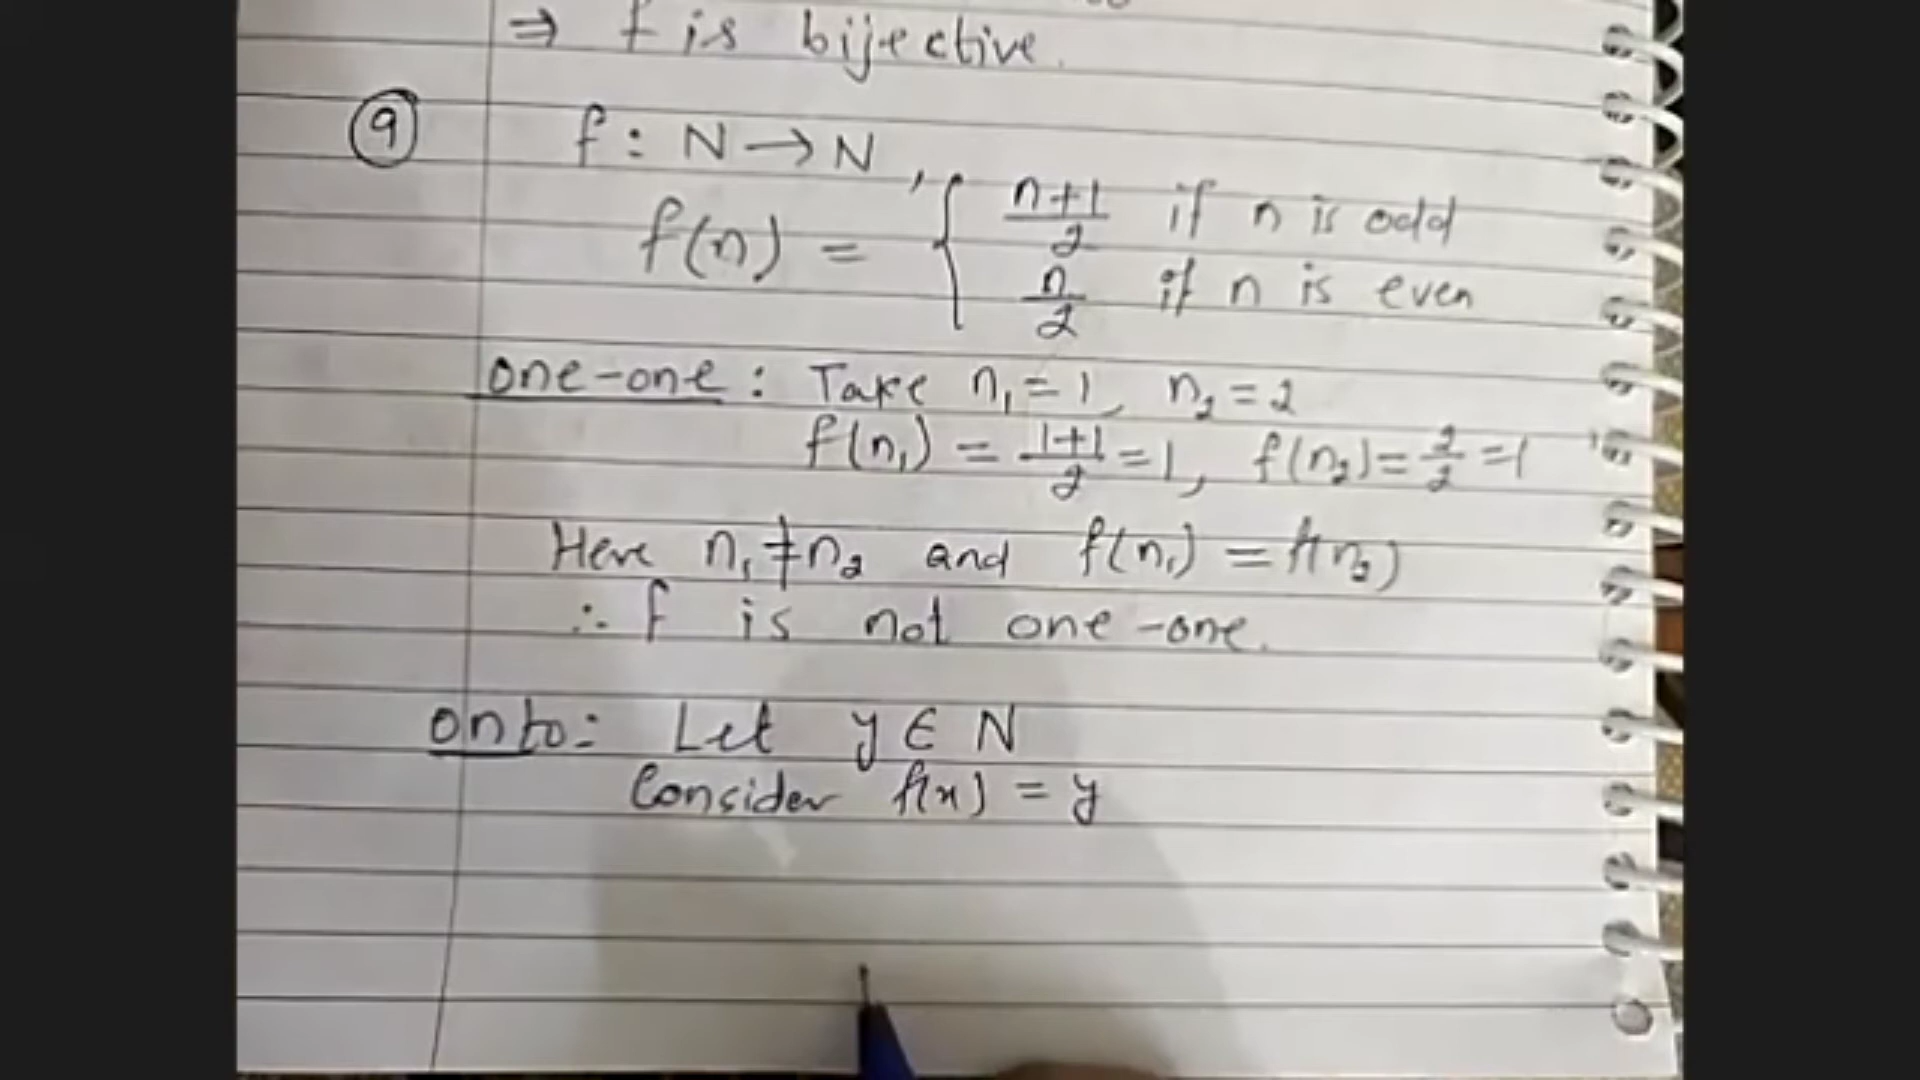 ⇒ f is bijective.
9 f : N → N ,
f(n) = { n+1/2 if n is odd
n/2 if n is even
one-one : Take n₁ = 1, n₂ = 2
f(n₁) = 1+1/2 = 1, f(n₂) = 2/2 = 1
Here n₁ ≠ n₂ and f(n₁) = f(n₂)
∴ f is not one-one.
onto : Let y ∈ N
Consider f(x) = y